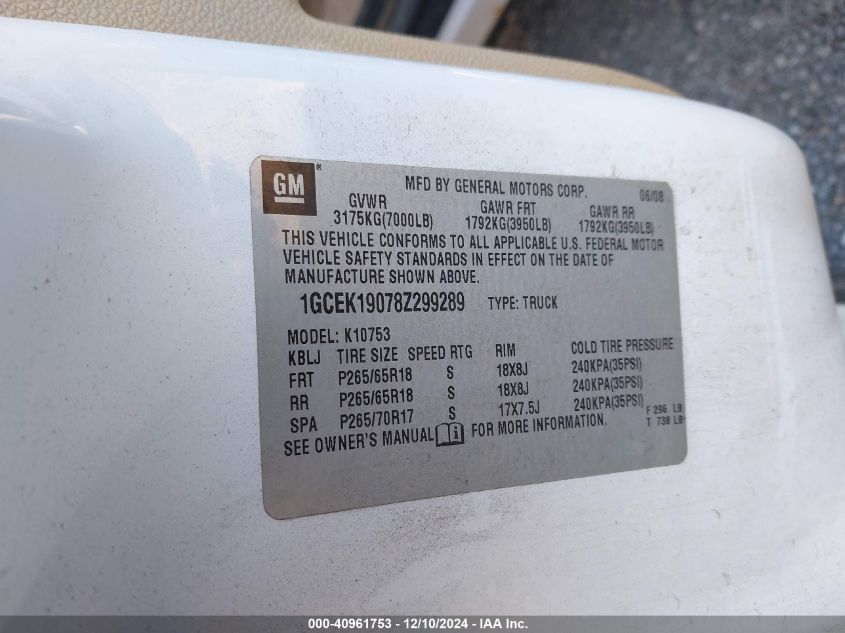 GM
MFD BY GENERAL MOTORS CORP. 06/08
GVWR GAWR FRT GAWR RR
3175KG(7000LB) 1792KG(3950LB) 1792KG(3950LB)
THIS VEHICLE CONFORMS TO ALL APPLICABLE U.S. FEDERAL MOTOR
VEHICLE SAFETY STANDARDS IN EFFECT ON THE DATE OF
MANUFACTURE SHOWN ABOVE.
1GCEK19078Z299289 TYPE: TRUCK
MODEL: K10753
KBLJ TIRE SIZE SPEED RTG RIM COLD TIRE PRESSURE
FRT P265/65R18 S 18X8J 240KPA(35PSI)
RR P265/65R18 S 18X8J 240KPA(35PSI)
SPA P265/70R17 S 17X7.5J 240KPA(35PSI)
F 296 LB
SEE OWNER'S MANUAL FOR MORE INFORMATION. T 738 LB
000-40961753 - 12/10/2024 - IAA Inc.